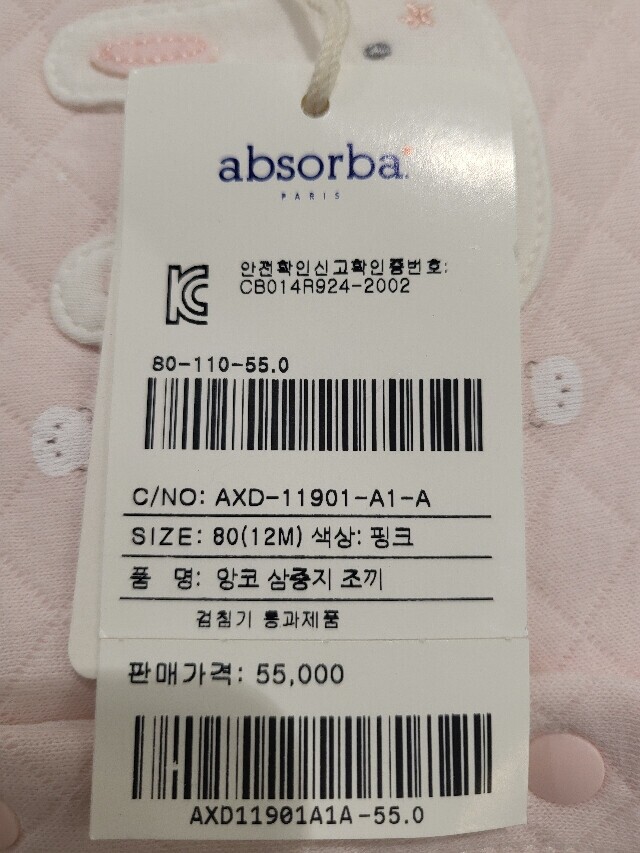 absorba
PARIS
안전확인신고확인증번호:
CB014R924-2002
80-110-55.0
C/NO: AXD-11901-A1-A
SIZE: 80(12M) 색상: 핑크
품 명: 앙코 삼중지 조끼
검침기 통과제품
판매가격: 55,000
AXD11901A1A-55.0